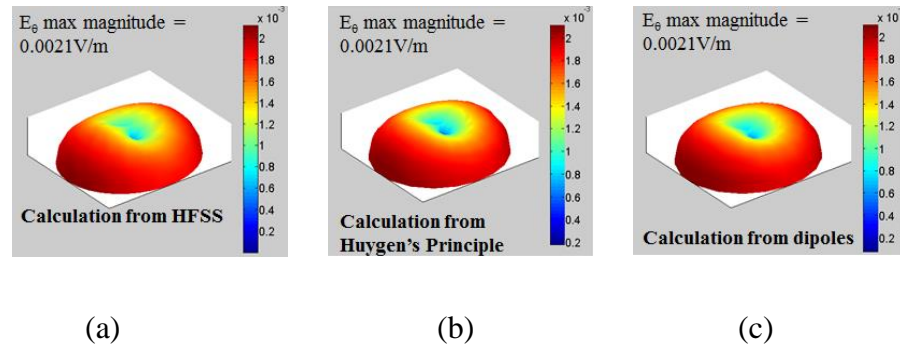 E_θ max magnitude =
0.0021V/m
x 10⁻³
2
1.8
1.6
1.4
1.2
1
0.8
0.6
0.4
0.2
Calculation from HFSS
(a)
E_θ max magnitude =
0.0021V/m
x 10⁻³
2
1.8
1.6
1.4
1.2
1
0.8
0.6
0.4
0.2
Calculation from
Huygen's Principle
(b)
E_θ max magnitude =
0.0021V/m
x 10
2
1.8
1.6
1.4
1.2
1
0.8
0.6
0.4
0.2
Calculation from dipoles
(c)